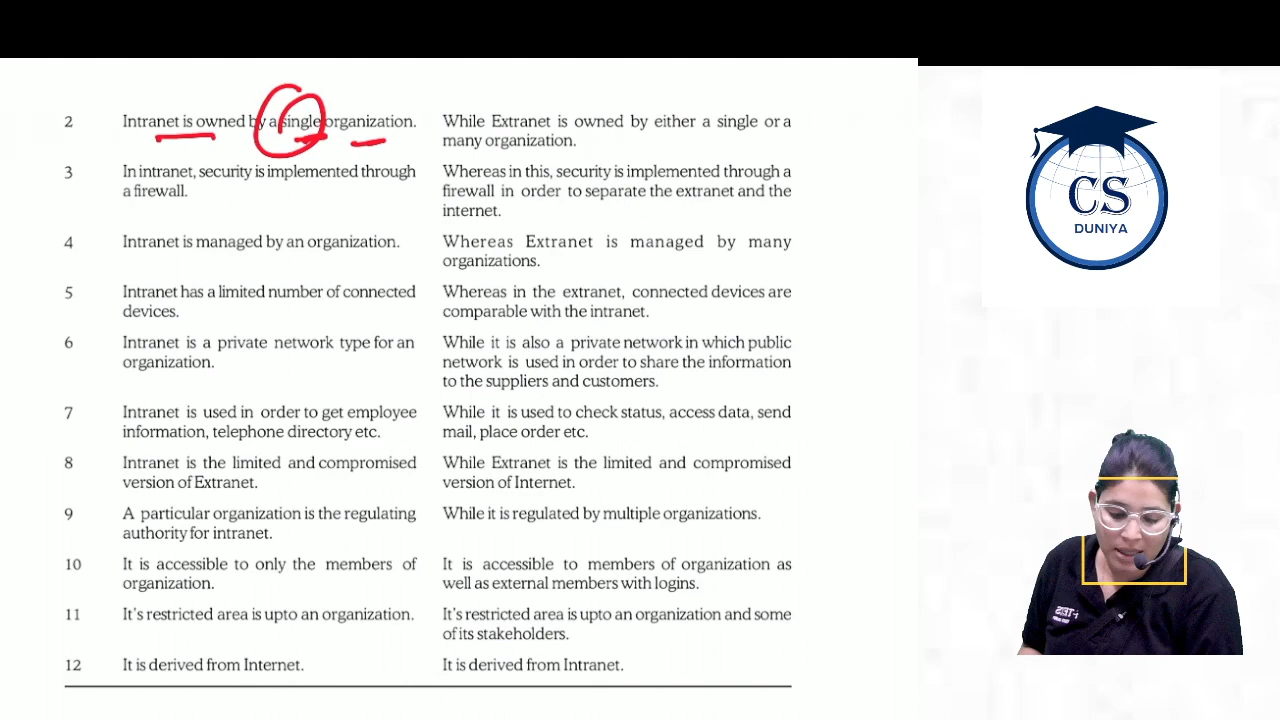 2 Intranet is owned by a single organization. While Extranet is owned by either a single or a
many organization.
3 In intranet, security is implemented through Whereas in this, security is implemented through a
a firewall. firewall in order to separate the extranet and the
internet.
4 Intranet is managed by an organization. Whereas Extranet is managed by many
organizations.
5 Intranet has a limited number of connected Whereas in the extranet, connected devices are
devices. comparable with the intranet.
6 Intranet is a private network type for an While it is also a private network in which public
organization. network is used in order to share the information
to the suppliers and customers.
7 Intranet is used in order to get employee While it is used to check status, access data, send
information, telephone directory etc. mail, place order etc.
8 Intranet is the limited and compromised While Extranet is the limited and compromised
version of Extranet. version of Internet.
9 A particular organization is the regulating While it is regulated by multiple organizations.
authority for intranet.
10 It is accessible to only the members of It is accessible to members of organization as
organization. well as external members with logins.
11 It's restricted area is upto an organization. It's restricted area is upto an organization and some
of its stakeholders.
12 It is derived from Internet. It is derived from Intranet.
CS
DUNIYA